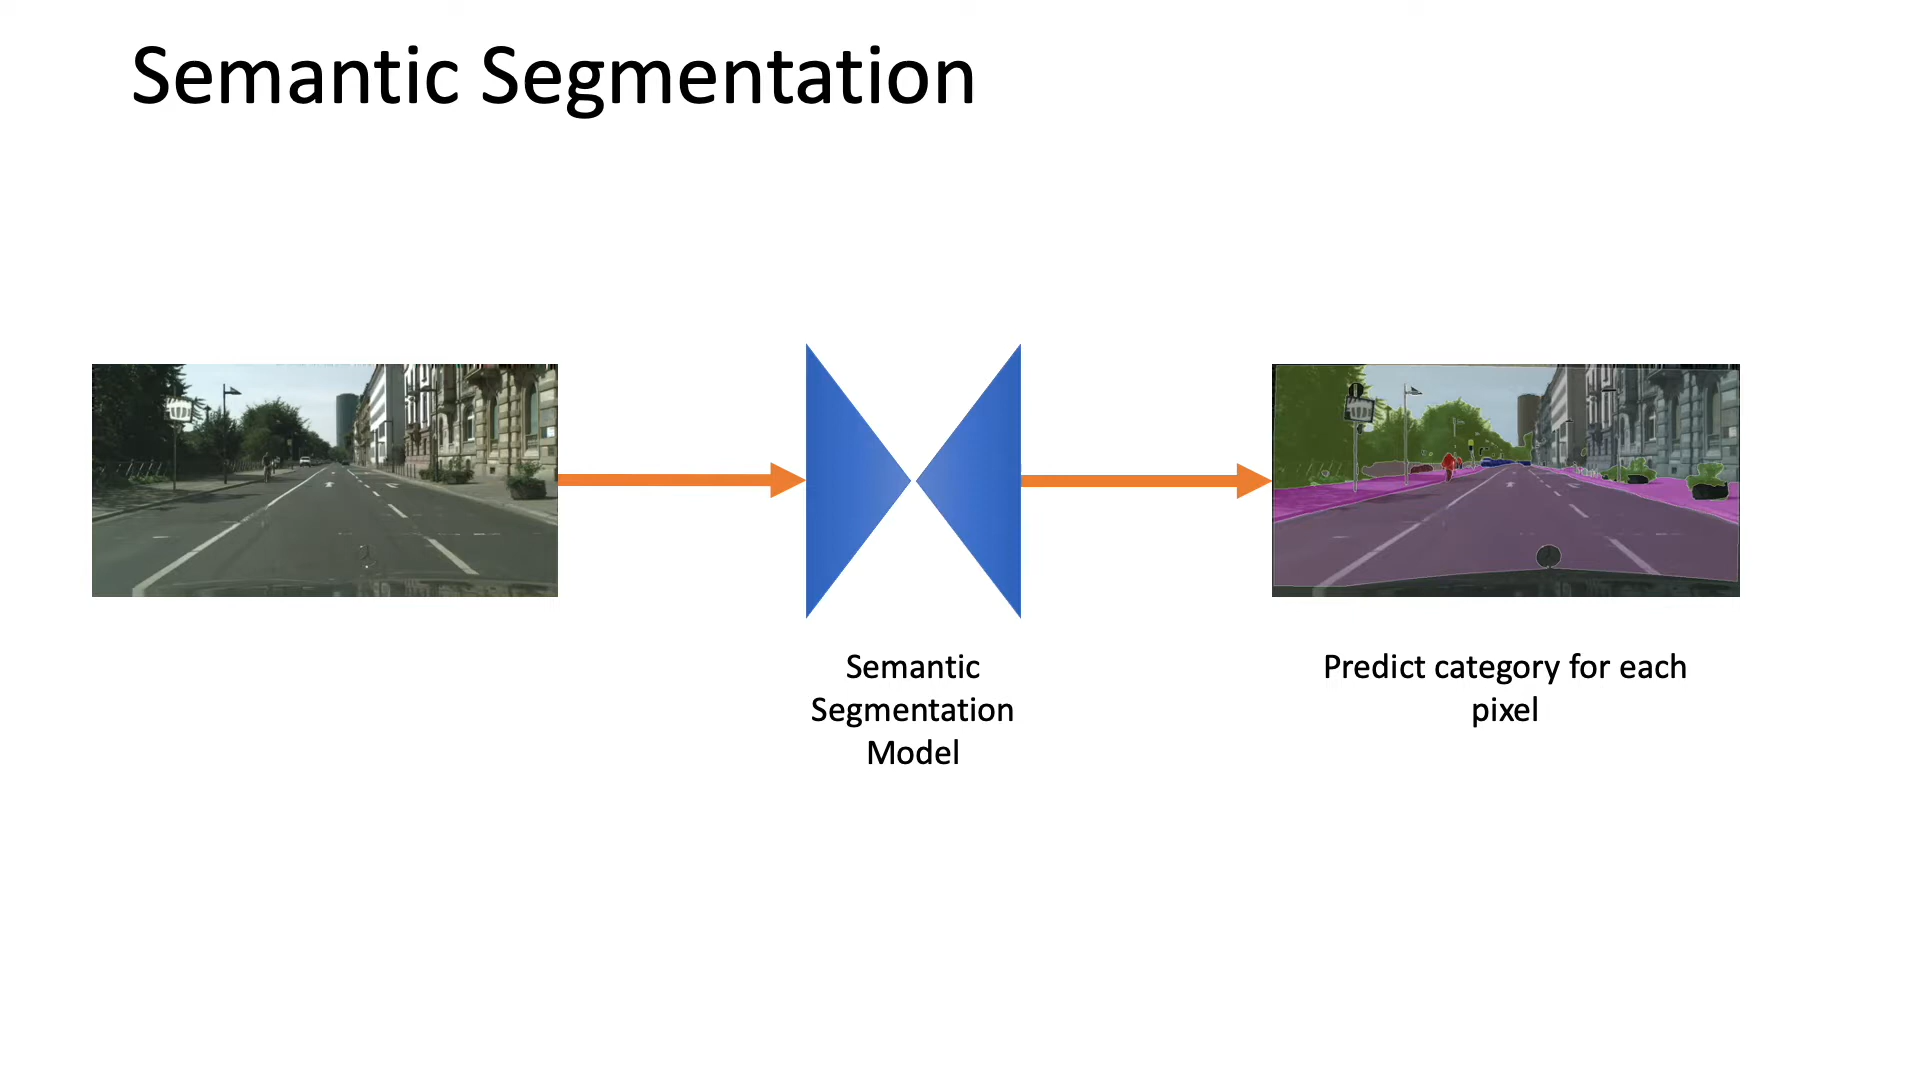 Semantic Segmentation
Semantic
Segmentation
Model
Predict category for each
pixel